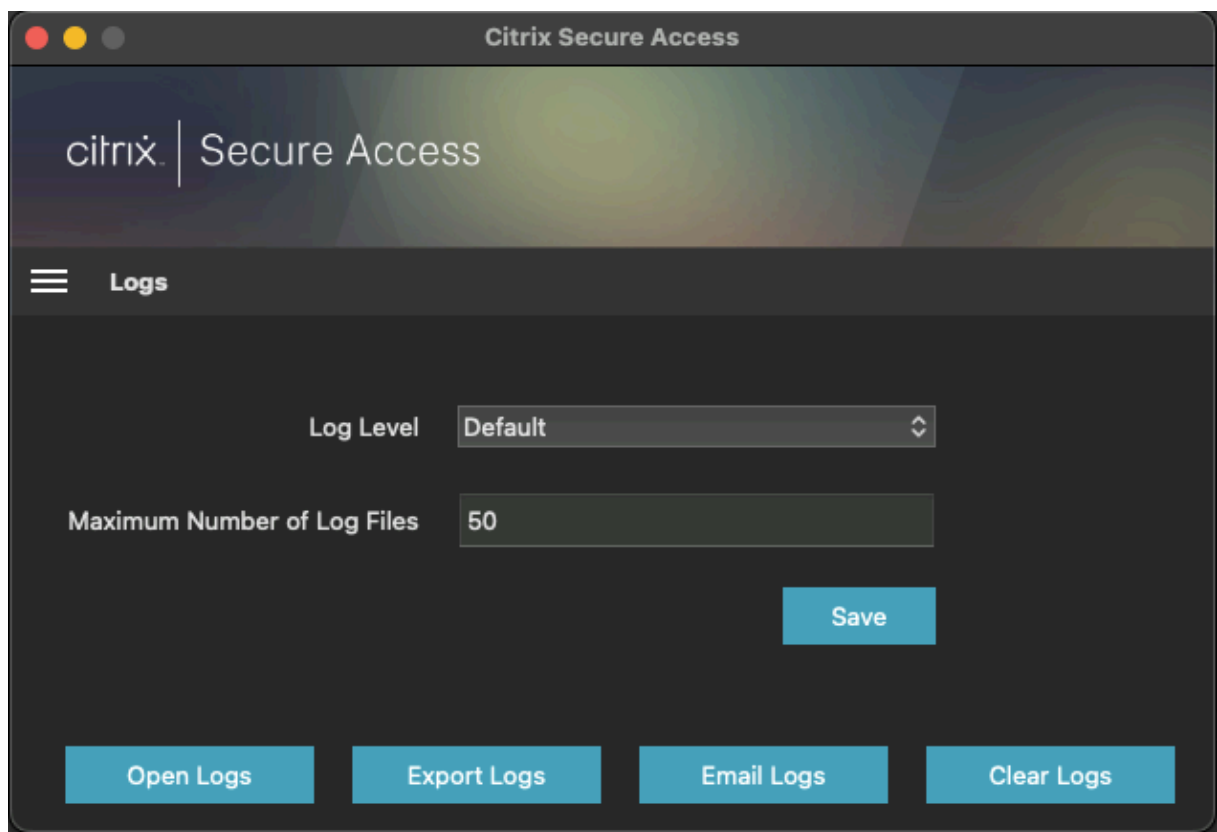 Citrix Secure Access
citrix | Secure Access
Logs
Log Level Default
Maximum Number of Log Files 50
Save
Open Logs Export Logs Email Logs Clear Logs